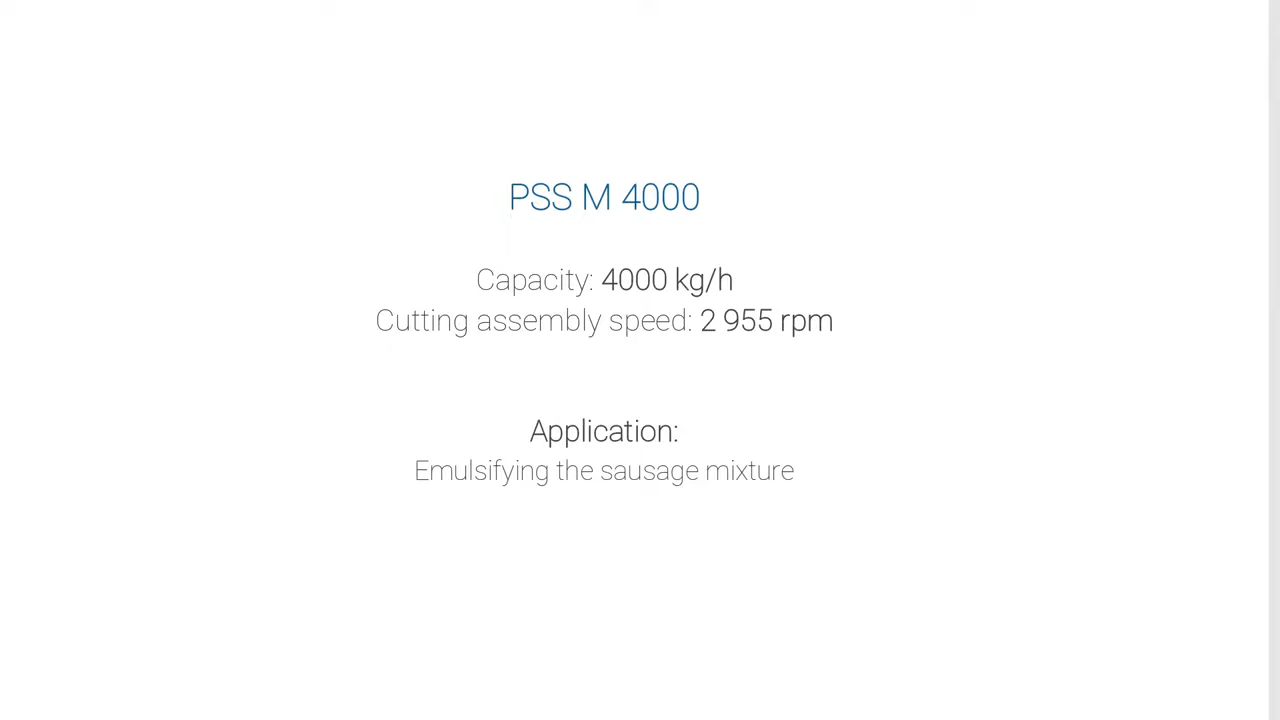 PSS M 4000
Capacity: 4000 kg/h
Cutting assembly speed: 2 955 rpm
Application:
Emulsifying the sausage mixture